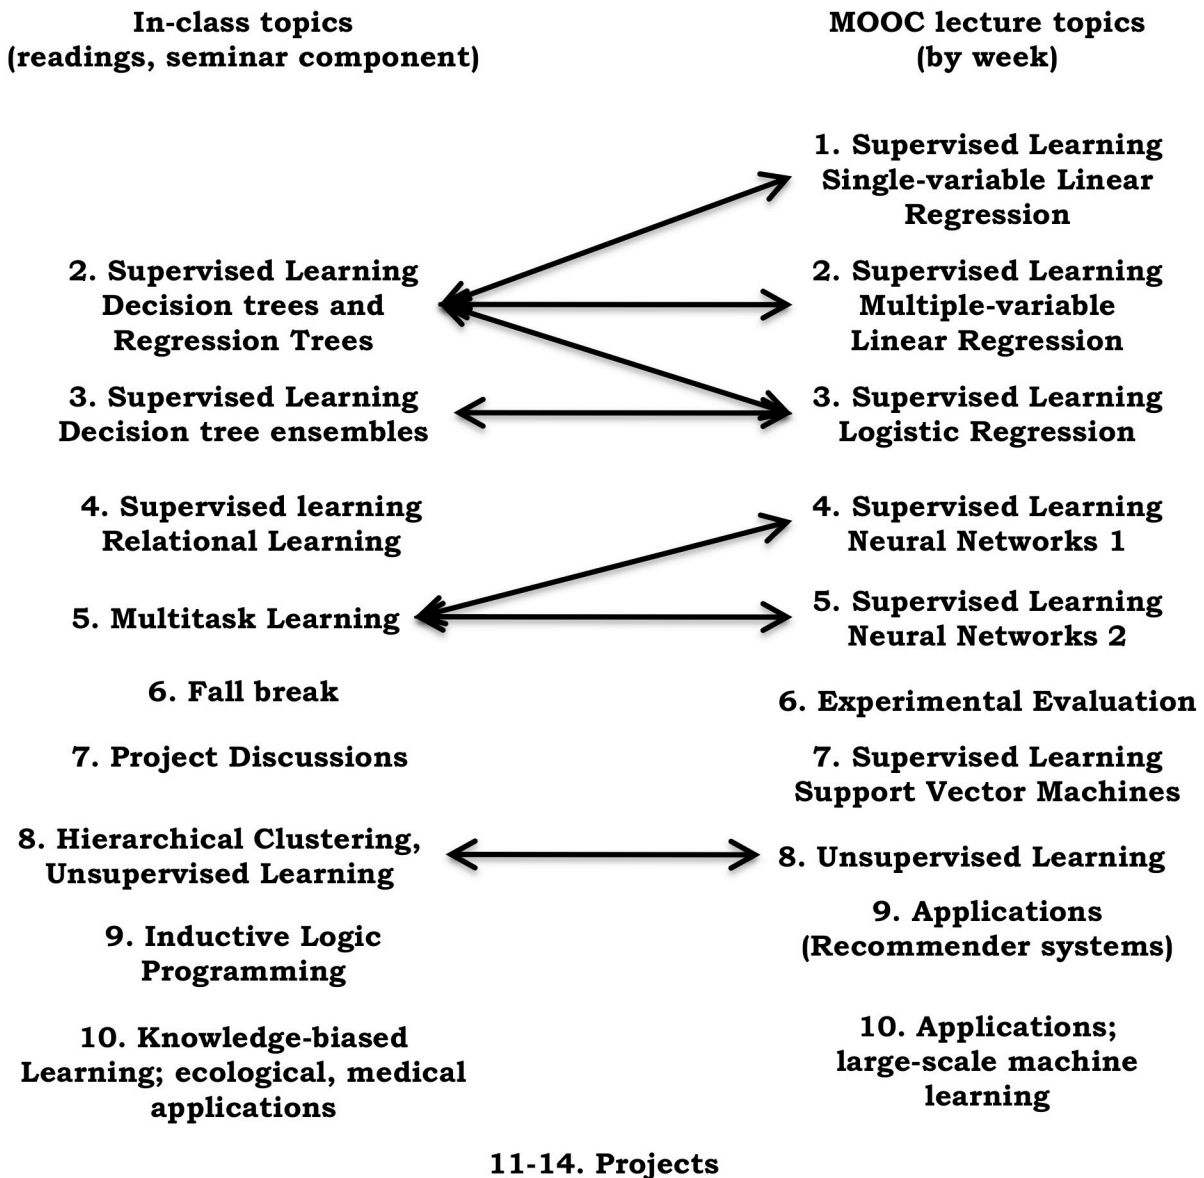 In-class topics
(readings, seminar component)
2. Supervised Learning
Decision trees and
Regression Trees
3. Supervised Learning
Decision tree ensembles
4. Supervised learning
Relational Learning
5. Multitask Learning
6. Fall break
7. Project Discussions
8. Hierarchical Clustering,
Unsupervised Learning
9. Inductive Logic
Programming
10. Knowledge-biased
Learning; ecological, medical
applications
MOOC lecture topics
(by week)
1. Supervised Learning
Single-variable Linear
Regression
2. Supervised Learning
Multiple-variable
Linear Regression
3. Supervised Learning
Logistic Regression
4. Supervised Learning
Neural Networks 1
5. Supervised Learning
Neural Networks 2
6. Experimental Evaluation
7. Supervised Learning
Support Vector Machines
8. Unsupervised Learning
9. Applications
(Recommender systems)
10. Applications;
large-scale machine
learning
11-14. Projects